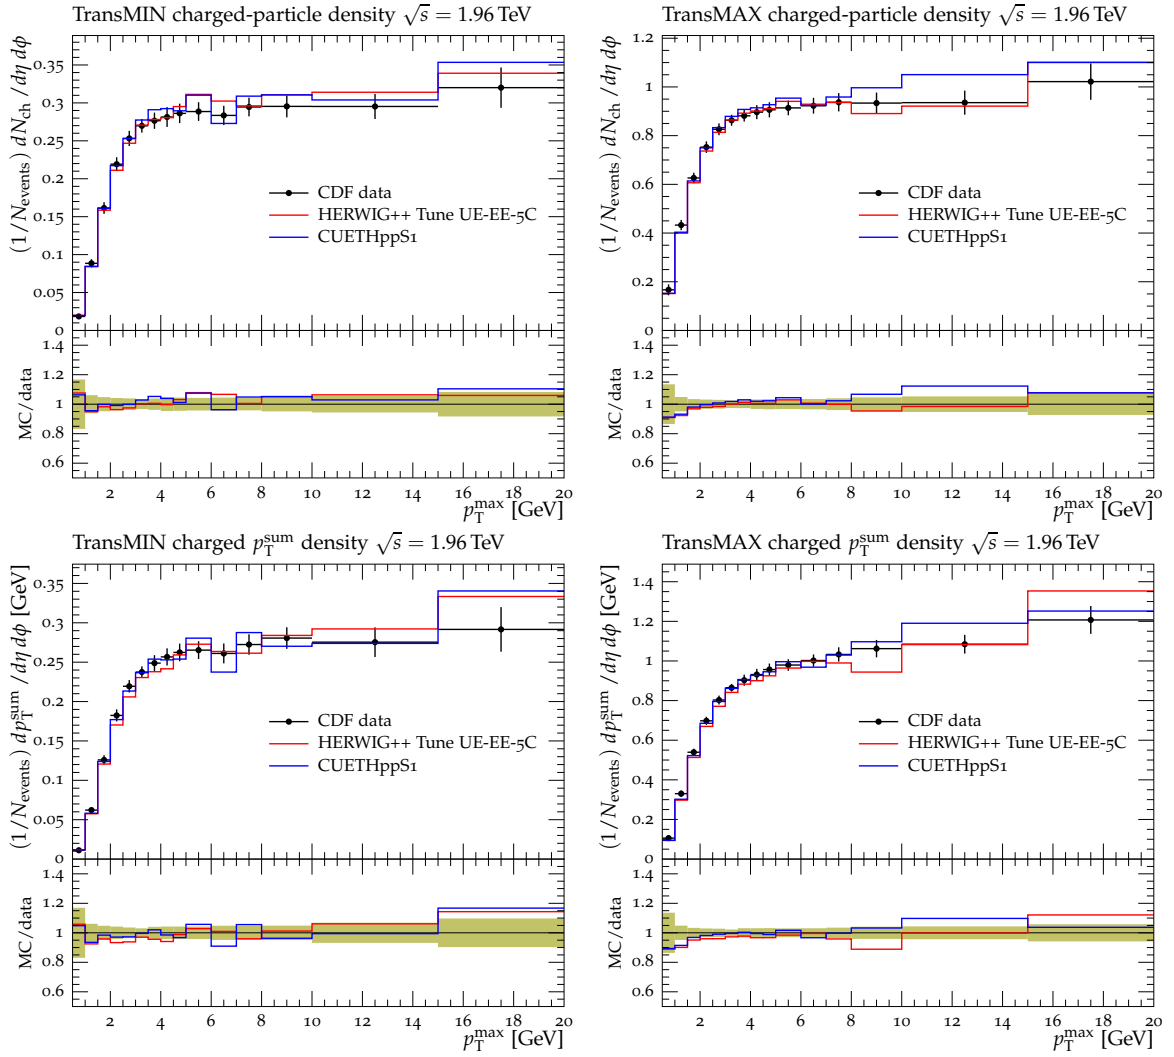 TransMIN charged-particle density √s = 1.96 TeV
(1/N_events) dN_ch/dη dϕ
0.35
0.3
0.25
0.2
0.15
0.1
0.05
0
CDF data
HERWIG++ Tune UE-EE-5C
CUETHppS1
MC/data
1.4
1.2
1
0.8
0.6
2 4 6 8 10 12 14 16 18 20
p_T^max [GeV]
TransMAX charged-particle density √s = 1.96 TeV
(1/N_events) dN_ch/dη dϕ
1.2
1
0.8
0.6
0.4
0.2
0
CDF data
HERWIG++ Tune UE-EE-5C
CUETHppS1
MC/data
1.4
1.2
1
0.8
0.6
2 4 6 8 10 12 14 16 18 20
p_T^max [GeV]
TransMIN charged p_T^sum density √s = 1.96 TeV
(1/N_events) dp_T^sum/dη dϕ [GeV]
0.35
0.3
0.25
0.2
0.15
0.1
0.05
0
CDF data
HERWIG++ Tune UE-EE-5C
CUETHppS1
MC/data
1.4
1.2
1
0.8
0.6
2 4 6 8 10 12 14 16 18 20
p_T^max [GeV]
TransMAX charged p_T^sum density √s = 1.96 TeV
(1/N_events) dp_T^sum/dη dϕ [GeV]
1.4
1.2
1
0.8
0.6
0.4
0.2
0
CDF data
HERWIG++ Tune UE-EE-5C
CUETHppS1
MC/data
1.4
1.2
1
0.8
0.6
2 4 6 8 10 12 14 16 18 20
p_T^max [GeV]